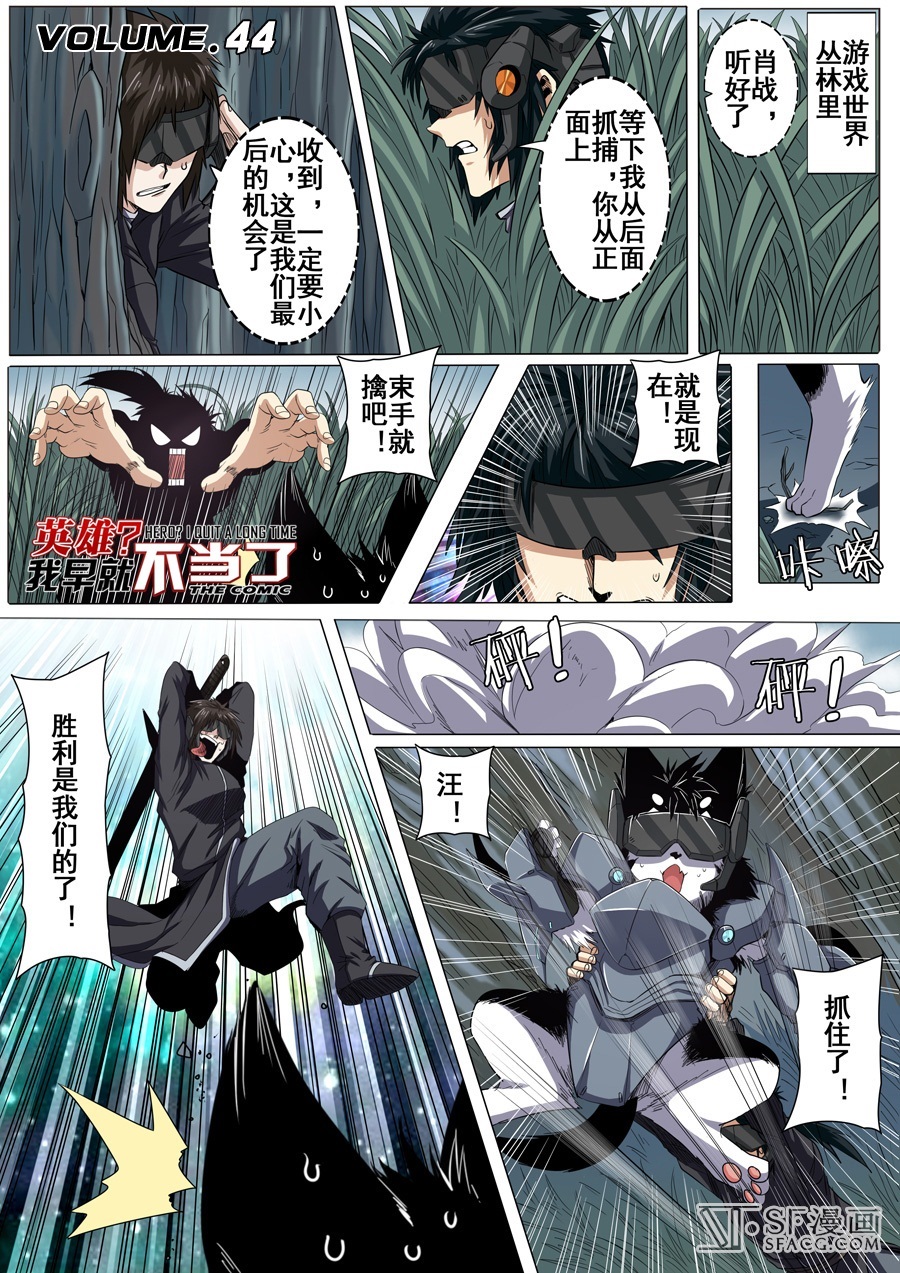 VOLUME.44
游戏世界
丛林里
肖战，
听好了
等下我从后面
抓捕，你从正
面上
收到，一定要小
心，这是我们最
后的机会了
咔嚓
就是现
在！
束手就
擒吧！
英雄？
HERO? I QUIT A LONG TIME
我早就
不当了
THE COMIC
砰！
砰！
汪！
抓住了！
胜利是我们的了！
SF漫画
SFACG.COM